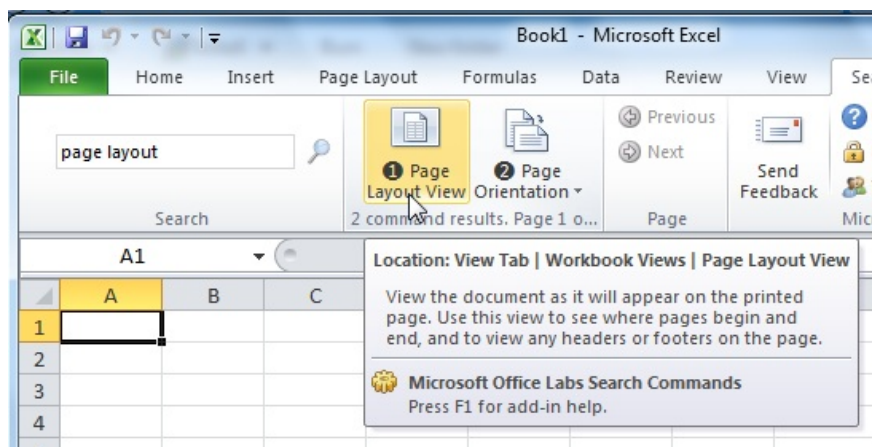 Book1 - Microsoft Excel
File Home Insert Page Layout Formulas Data Review View Sea
page layout
Search
❶ Page
Layout View
❷ Page
Orientation
2 command results. Page 1 o...
Previous
Next
Page
Send
Feedback
Mic
A1
A B C
1
2
3
4
Location: View Tab | Workbook Views | Page Layout View
View the document as it will appear on the printed
page. Use this view to see where pages begin and
end, and to view any headers or footers on the page.
Microsoft Office Labs Search Commands
Press F1 for add-in help.